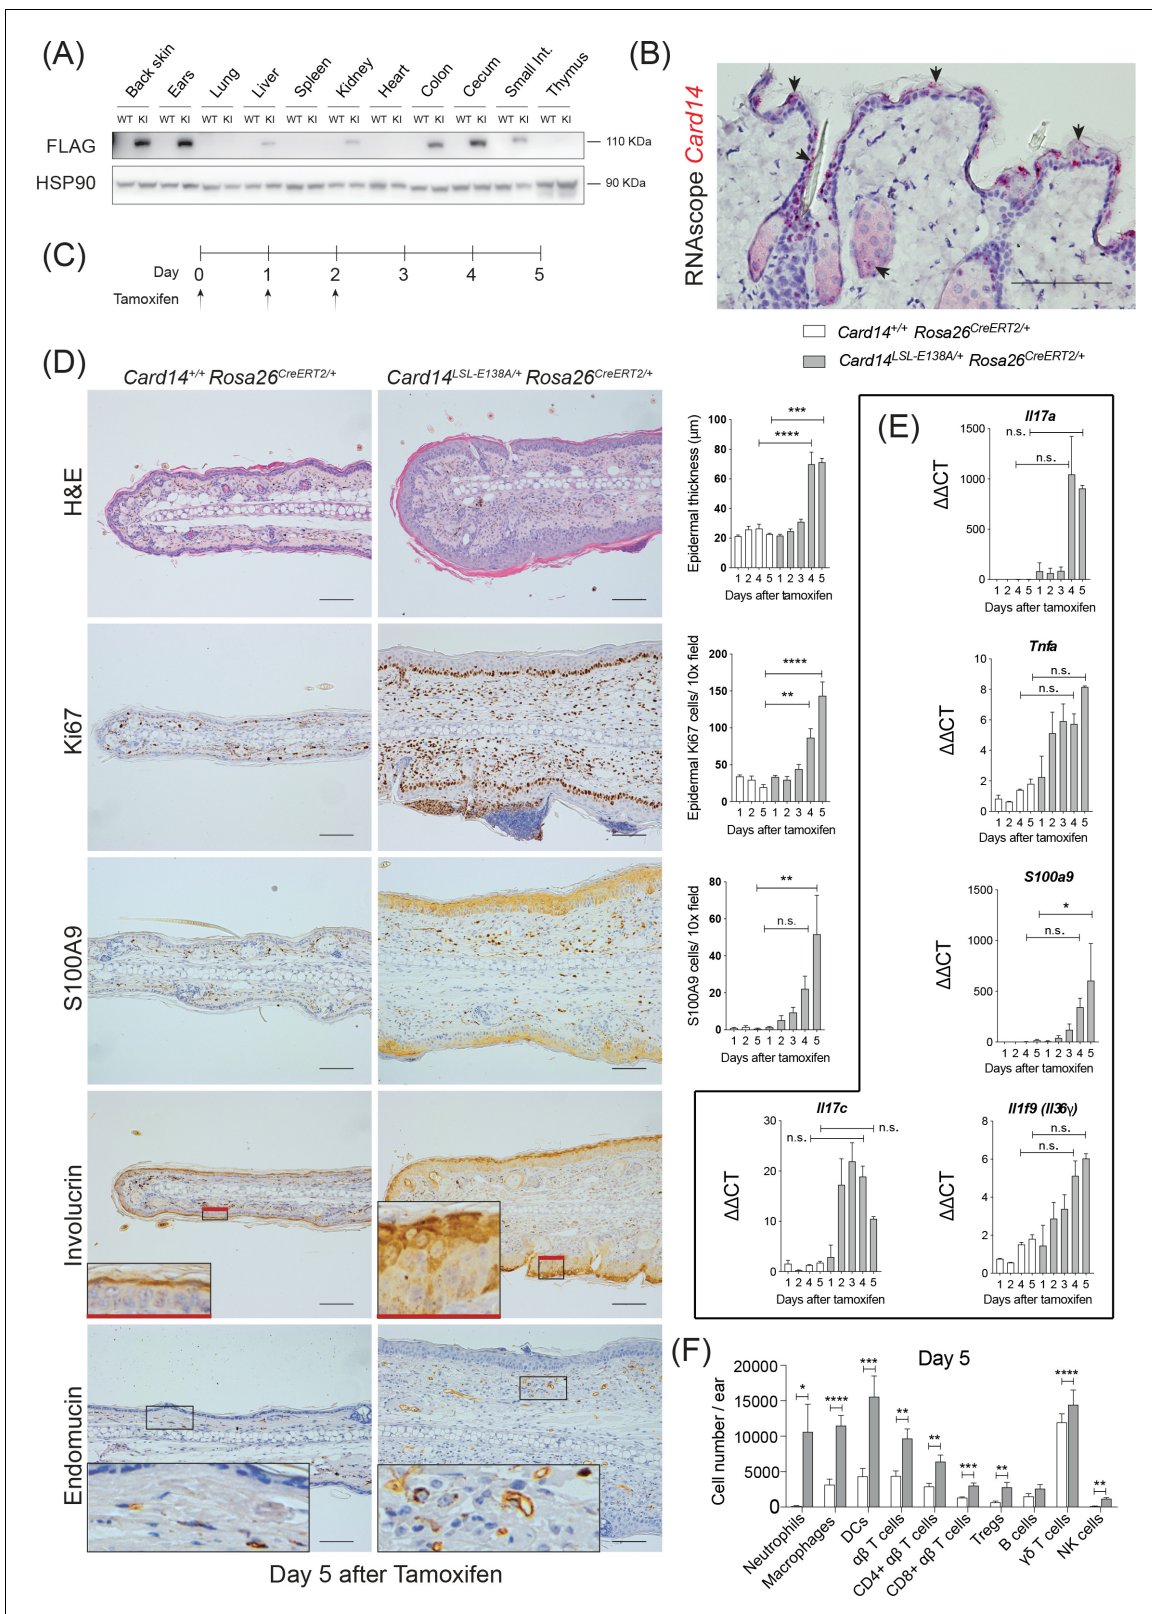 (A)
Back skin Ears Lung Liver Spleen Kidney Heart Colon Cecum Small Int. Thymus
WT KI WT KI WT KI WT KI WT KI WT KI WT KI WT KI WT KI WT KI WT KI
FLAG
110 KDa
HSP90
90 KDa
(B)
RNAscope Card14
(C)
Day 0 1 2 3 4 5
Tamoxifen
Card14+/+ Rosa26CreERT2/+
Card14LSL-E138A/+ Rosa26CreERT2/+
(D)
Card14+/+ Rosa26CreERT2/+
Card14LSL-E138A/+ Rosa26CreERT2/+
H&E
Ki67
S100A9
Involucrin
Endomucin
Day 5 after Tamoxifen
Epidermal thickness (μm)
100
80
60
40
20
0
***
****
1 2 4 5 1 2 3 4 5
Days after tamoxifen
Epidermal Ki67 cells/ 10x field
200
150
100
50
0
****
**
1 2 5 1 2 3 4 5
Days after tamoxifen
S100A9 cells/ 10x field
80
60
40
20
0
**
n.s.
1 2 5 1 2 3 4 5
Days after tamoxifen
(E)
Il17a
ΔΔCT
1500
1000
500
0
n.s.
n.s.
1 2 4 5 1 2 3 4 5
Days after tamoxifen
Tnfa
ΔΔCT
10
8
6
4
2
0
n.s.
n.s.
1 2 4 5 1 2 3 4 5
Days after tamoxifen
S100a9
ΔΔCT
1500
1000
500
0
*
n.s.
1 2 4 5 1 2 3 4 5
Days after tamoxifen
Il17c
ΔΔCT
30
20
10
0
n.s.
n.s.
1 2 4 5 1 2 3 4 5
Days after tamoxifen
Il1f9 (Il36γ)
ΔΔCT
6
4
2
0
n.s.
n.s.
1 2 4 5 1 2 3 4 5
Days after tamoxifen
(F)
Day 5
Cell number / ear
20000
15000
10000
5000
0
* **** *** ** ** *** ** **** **
Neutrophils
Macrophages
DCs
αβ T cells
CD4+ αβ T cells
CD8+ αβ T cells
Tregs
B cells
γδ T cells
NK cells